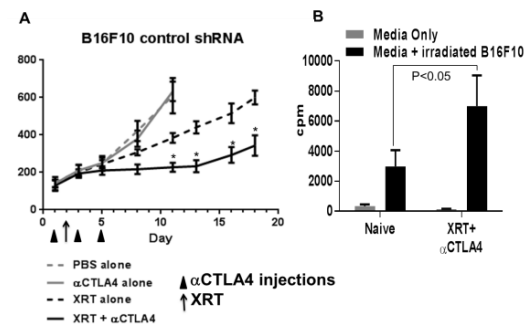 A
B16F10 control shRNA
800
600
400
200
0
0 5 10 15 20
Day
PBS alone
αCTLA4 alone
XRT alone
XRT + αCTLA4
αCTLA4 injections
XRT
* * * *
B
Media Only
Media + irradiated B16F10
P<0.05
cpm
10000
8000
6000
4000
2000
0
Naive
XRT+
αCTLA4